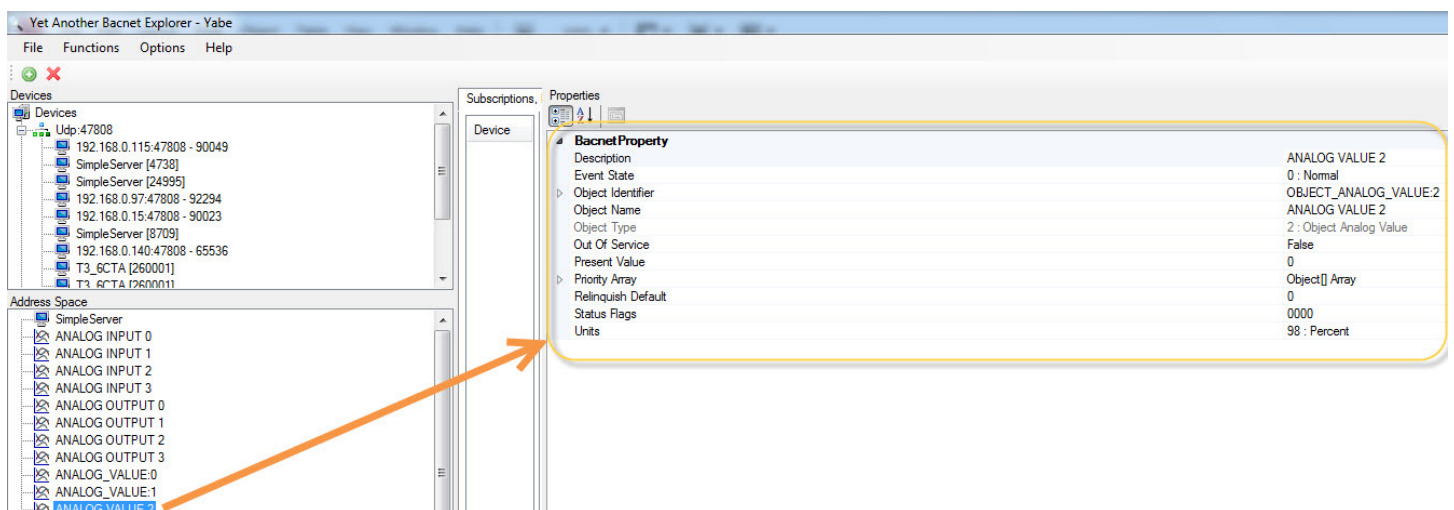 Yet Another Bacnet Explorer - Yabe
File Functions Options Help
Devices
Devices
Udp:47808
192.168.0.115:47808 - 90049
SimpleServer [4738]
SimpleServer [24995]
192.168.0.97:47808 - 92294
192.168.0.15:47808 - 90023
SimpleServer [8709]
192.168.0.140:47808 - 65536
T3_6CTA [260001]
T3_6CTA [260001]
Address Space
SimpleServer
ANALOG INPUT 0
ANALOG INPUT 1
ANALOG INPUT 2
ANALOG INPUT 3
ANALOG OUTPUT 0
ANALOG OUTPUT 1
ANALOG OUTPUT 2
ANALOG OUTPUT 3
ANALOG_VALUE:0
ANALOG_VALUE:1
ANALOG VALUE 2
Subscriptions,
Device
Properties
BacnetProperty
Description ANALOG VALUE 2
Event State 0 : Normal
Object Identifier OBJECT_ANALOG_VALUE:2
Object Name ANALOG VALUE 2
Object Type 2 : Object Analog Value
Out Of Service False
Present Value 0
Priority Array Object[] Array
Relinquish Default 0
Status Flags 0000
Units 98 : Percent